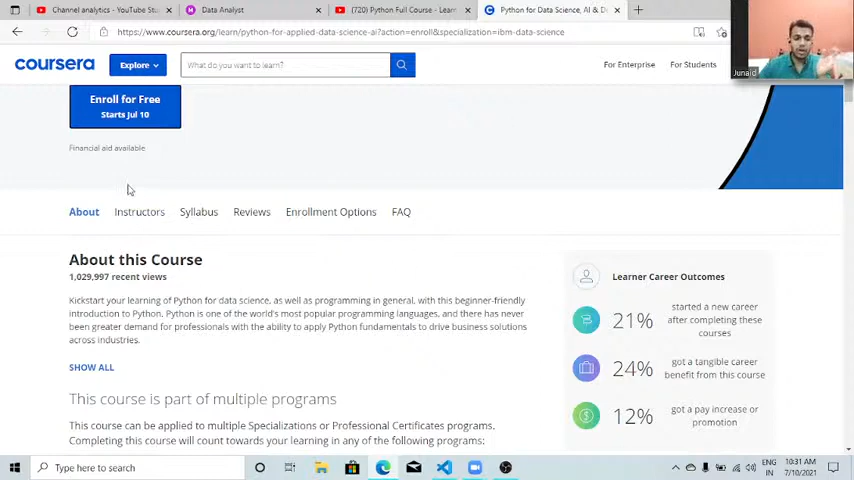 Channel analytics - YouTube Stu
Data Analyst
(720) Python Full Course - Learn
Python for Data Science, AI & D
https://www.coursera.org/learn/python-for-applied-data-science-ai?action=enroll&specialization=ibm-data-science
Junaid
coursera
Explore
What do you want to learn?
For Enterprise
For Students
Enroll for Free
Starts Jul 10
Financial aid available
About
Instructors
Syllabus
Reviews
Enrollment Options
FAQ
About this Course
1,029,997 recent views
Kickstart your learning of Python for data science, as well as programming in general, with this beginner-friendly
introduction to Python. Python is one of the world's most popular programming languages, and there has never
been greater demand for professionals with the ability to apply Python fundamentals to drive business solutions
across industries.
SHOW ALL
This course is part of multiple programs
This course can be applied to multiple Specializations or Professional Certificates programs.
Completing this course will count towards your learning in any of the following programs:
Learner Career Outcomes
21%
started a new career
after completing these
courses
24%
got a tangible career
benefit from this course
12%
got a pay increase or
promotion
Type here to search
ENG
IN
10:31 AM
7/10/2021